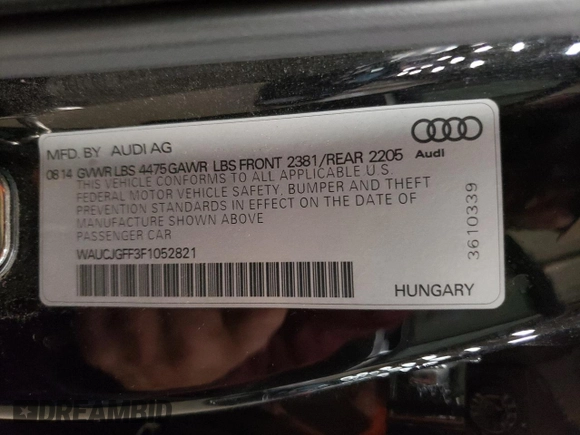 MFD. BY AUDI AG
0814 GVWR LBS 4475 GAWR LBS FRONT 2381/REAR 2205
THIS VEHICLE CONFORMS TO ALL APPLICABLE U.S.
FEDERAL MOTOR VEHICLE SAFETY, BUMPER AND THEFT
PREVENTION STANDARDS IN EFFECT ON THE DATE OF
MANUFACTURE SHOWN ABOVE
PASSENGER CAR
WAUCJGFF3F1052821
Audi
3610339
HUNGARY
DREAMBID